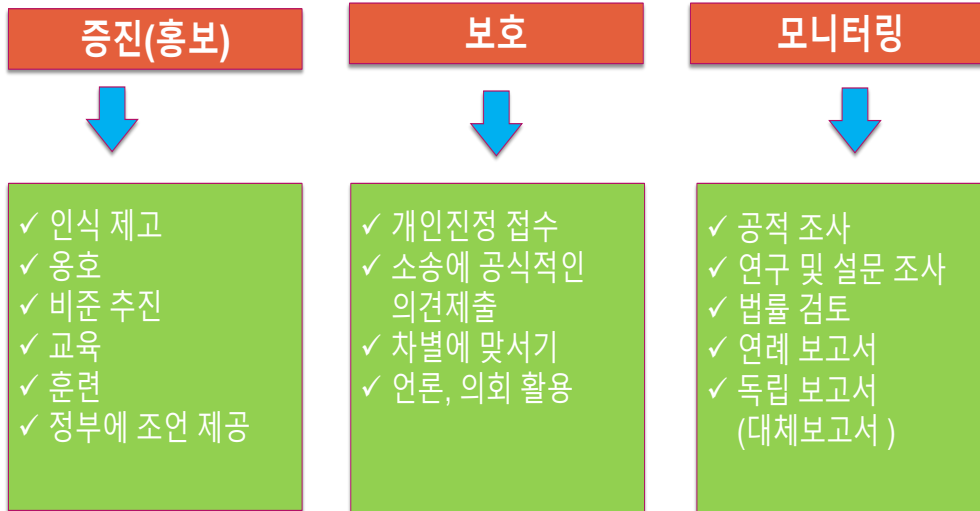 증진(홍보)
보호
모니터링
✓ 인식 제고
✓ 옹호
✓ 비준 추진
✓ 교육
✓ 훈련
✓ 정부에 조언 제공
✓ 개인진정 접수
✓ 소송에 공식적인
의견제출
✓ 차별에 맞서기
✓ 언론, 의회 활용
✓ 공적 조사
✓ 연구 및 설문 조사
✓ 법률 검토
✓ 연례 보고서
✓ 독립 보고서
(대체보고서 )